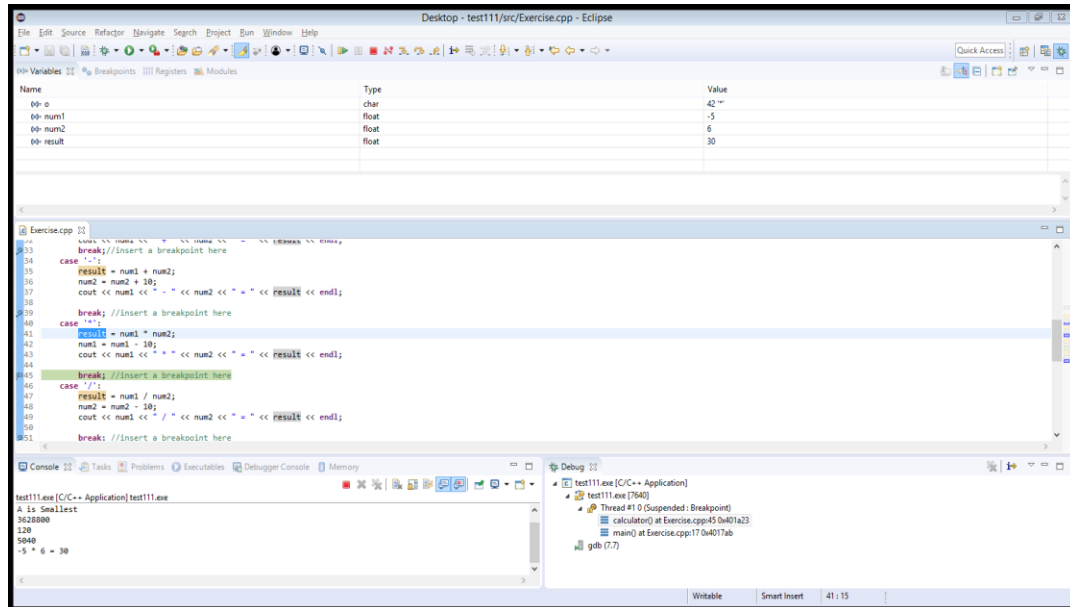 Desktop - test111/src/Exercise.cpp - Eclipse
File Edit Source Refactor Navigate Search Project Run Window Help
Quick Access
(x)= Variables Breakpoints Registers Modules
Name Type Value
(x)= o char 42 '*'
(x)= num1 float -5
(x)= num2 float 6
(x)= result float 30
Exercise.cpp
32 cout << num1 << " + " << num2 << " = " << result << endl;
33 break;//insert a breakpoint here
34 case '-':
35 result = num1 + num2;
36 num2 = num2 + 10;
37 cout << num1 << " - " << num2 << " = " << result << endl;
38
39 break; //insert a breakpoint here
40 case '*':
41 result = num1 * num2;
42 num1 = num1 - 10;
43 cout << num1 << " * " << num2 << " = " << result << endl;
44
45 break; //insert a breakpoint here
46 case '/':
47 result = num1 / num2;
48 num2 = num2 - 10;
49 cout << num1 << " / " << num2 << " = " << result << endl;
50
51 break; //insert a breakpoint here
Console Tasks Problems Executables Debugger Console Memory
test111.exe [C/C++ Application] test111.exe
A is Smallest
3628800
120
5040
-5 * 6 = 30
Debug
test111.exe [C/C++ Application]
test111.exe [7640]
Thread #1 0 (Suspended : Breakpoint)
calculator() at Exercise.cpp:45 0x401a23
main() at Exercise.cpp:17 0x4017ab
gdb (7.7)
Writable Smart Insert 41 : 15